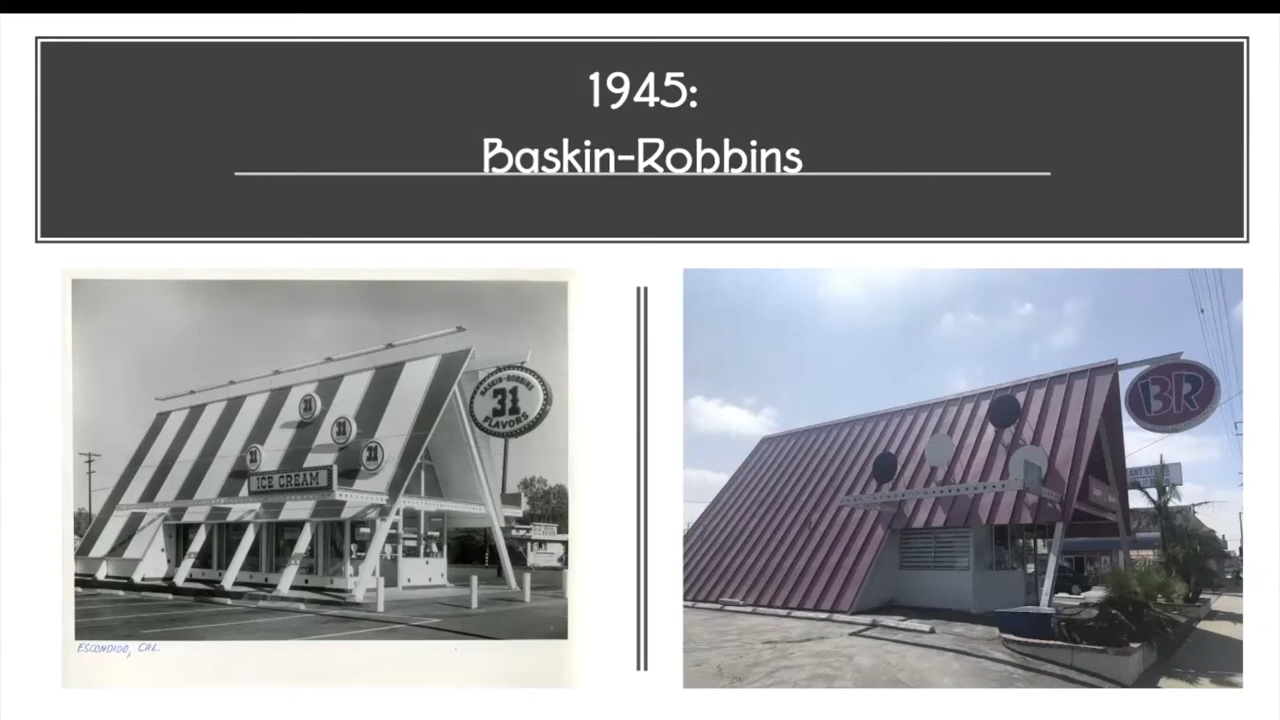 1945:
Baskin-Robbins
31
31
31
31
ICE CREAM
BASKIN-ROBBINS
31
FLAVORS
ESCONDIDO, CAL.
BR